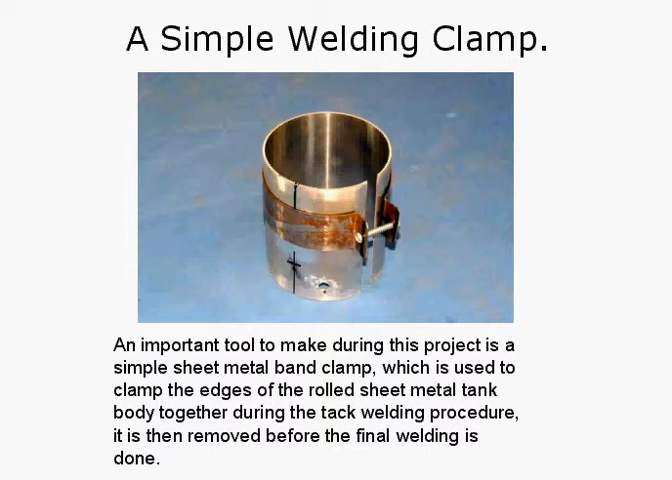 A Simple Welding Clamp.
An important tool to make during this project is a
simple sheet metal band clamp, which is used to
clamp the edges of the rolled sheet metal tank
body together during the tack welding procedure,
it is then removed before the final welding is
done.